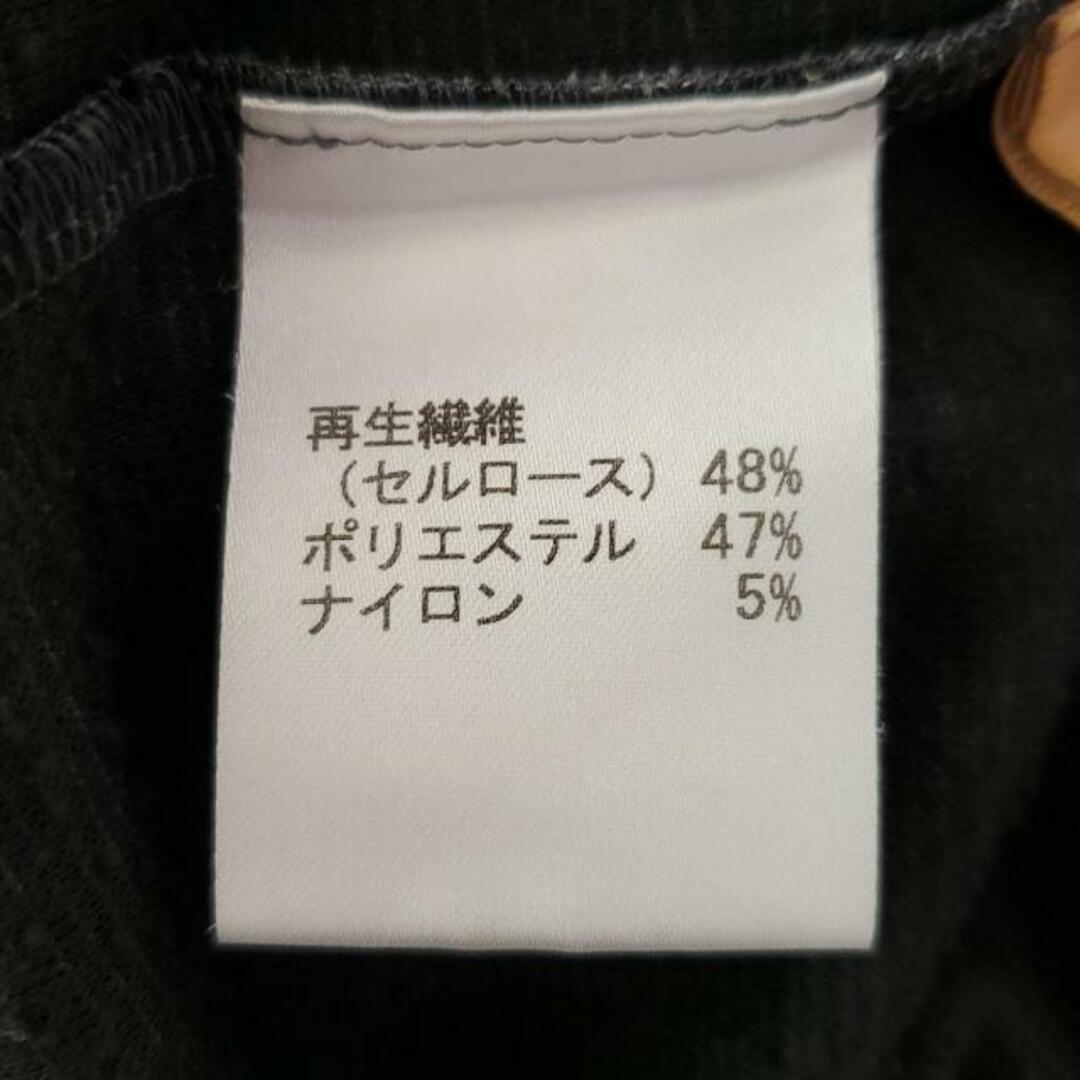 再生繊維
（セルロース） 48%
ポリエステル 47%
ナイロン 5%